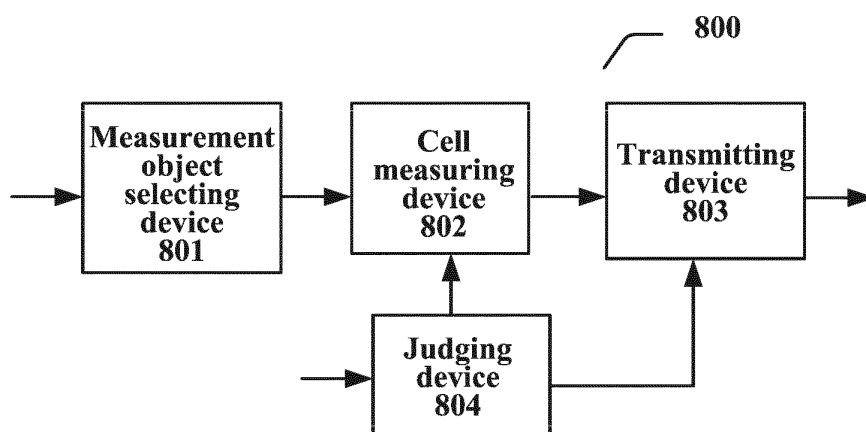 800
Measurement
object
selecting
device
801
Cell
measuring
device
802
Transmitting
device
803
Judging
device
804